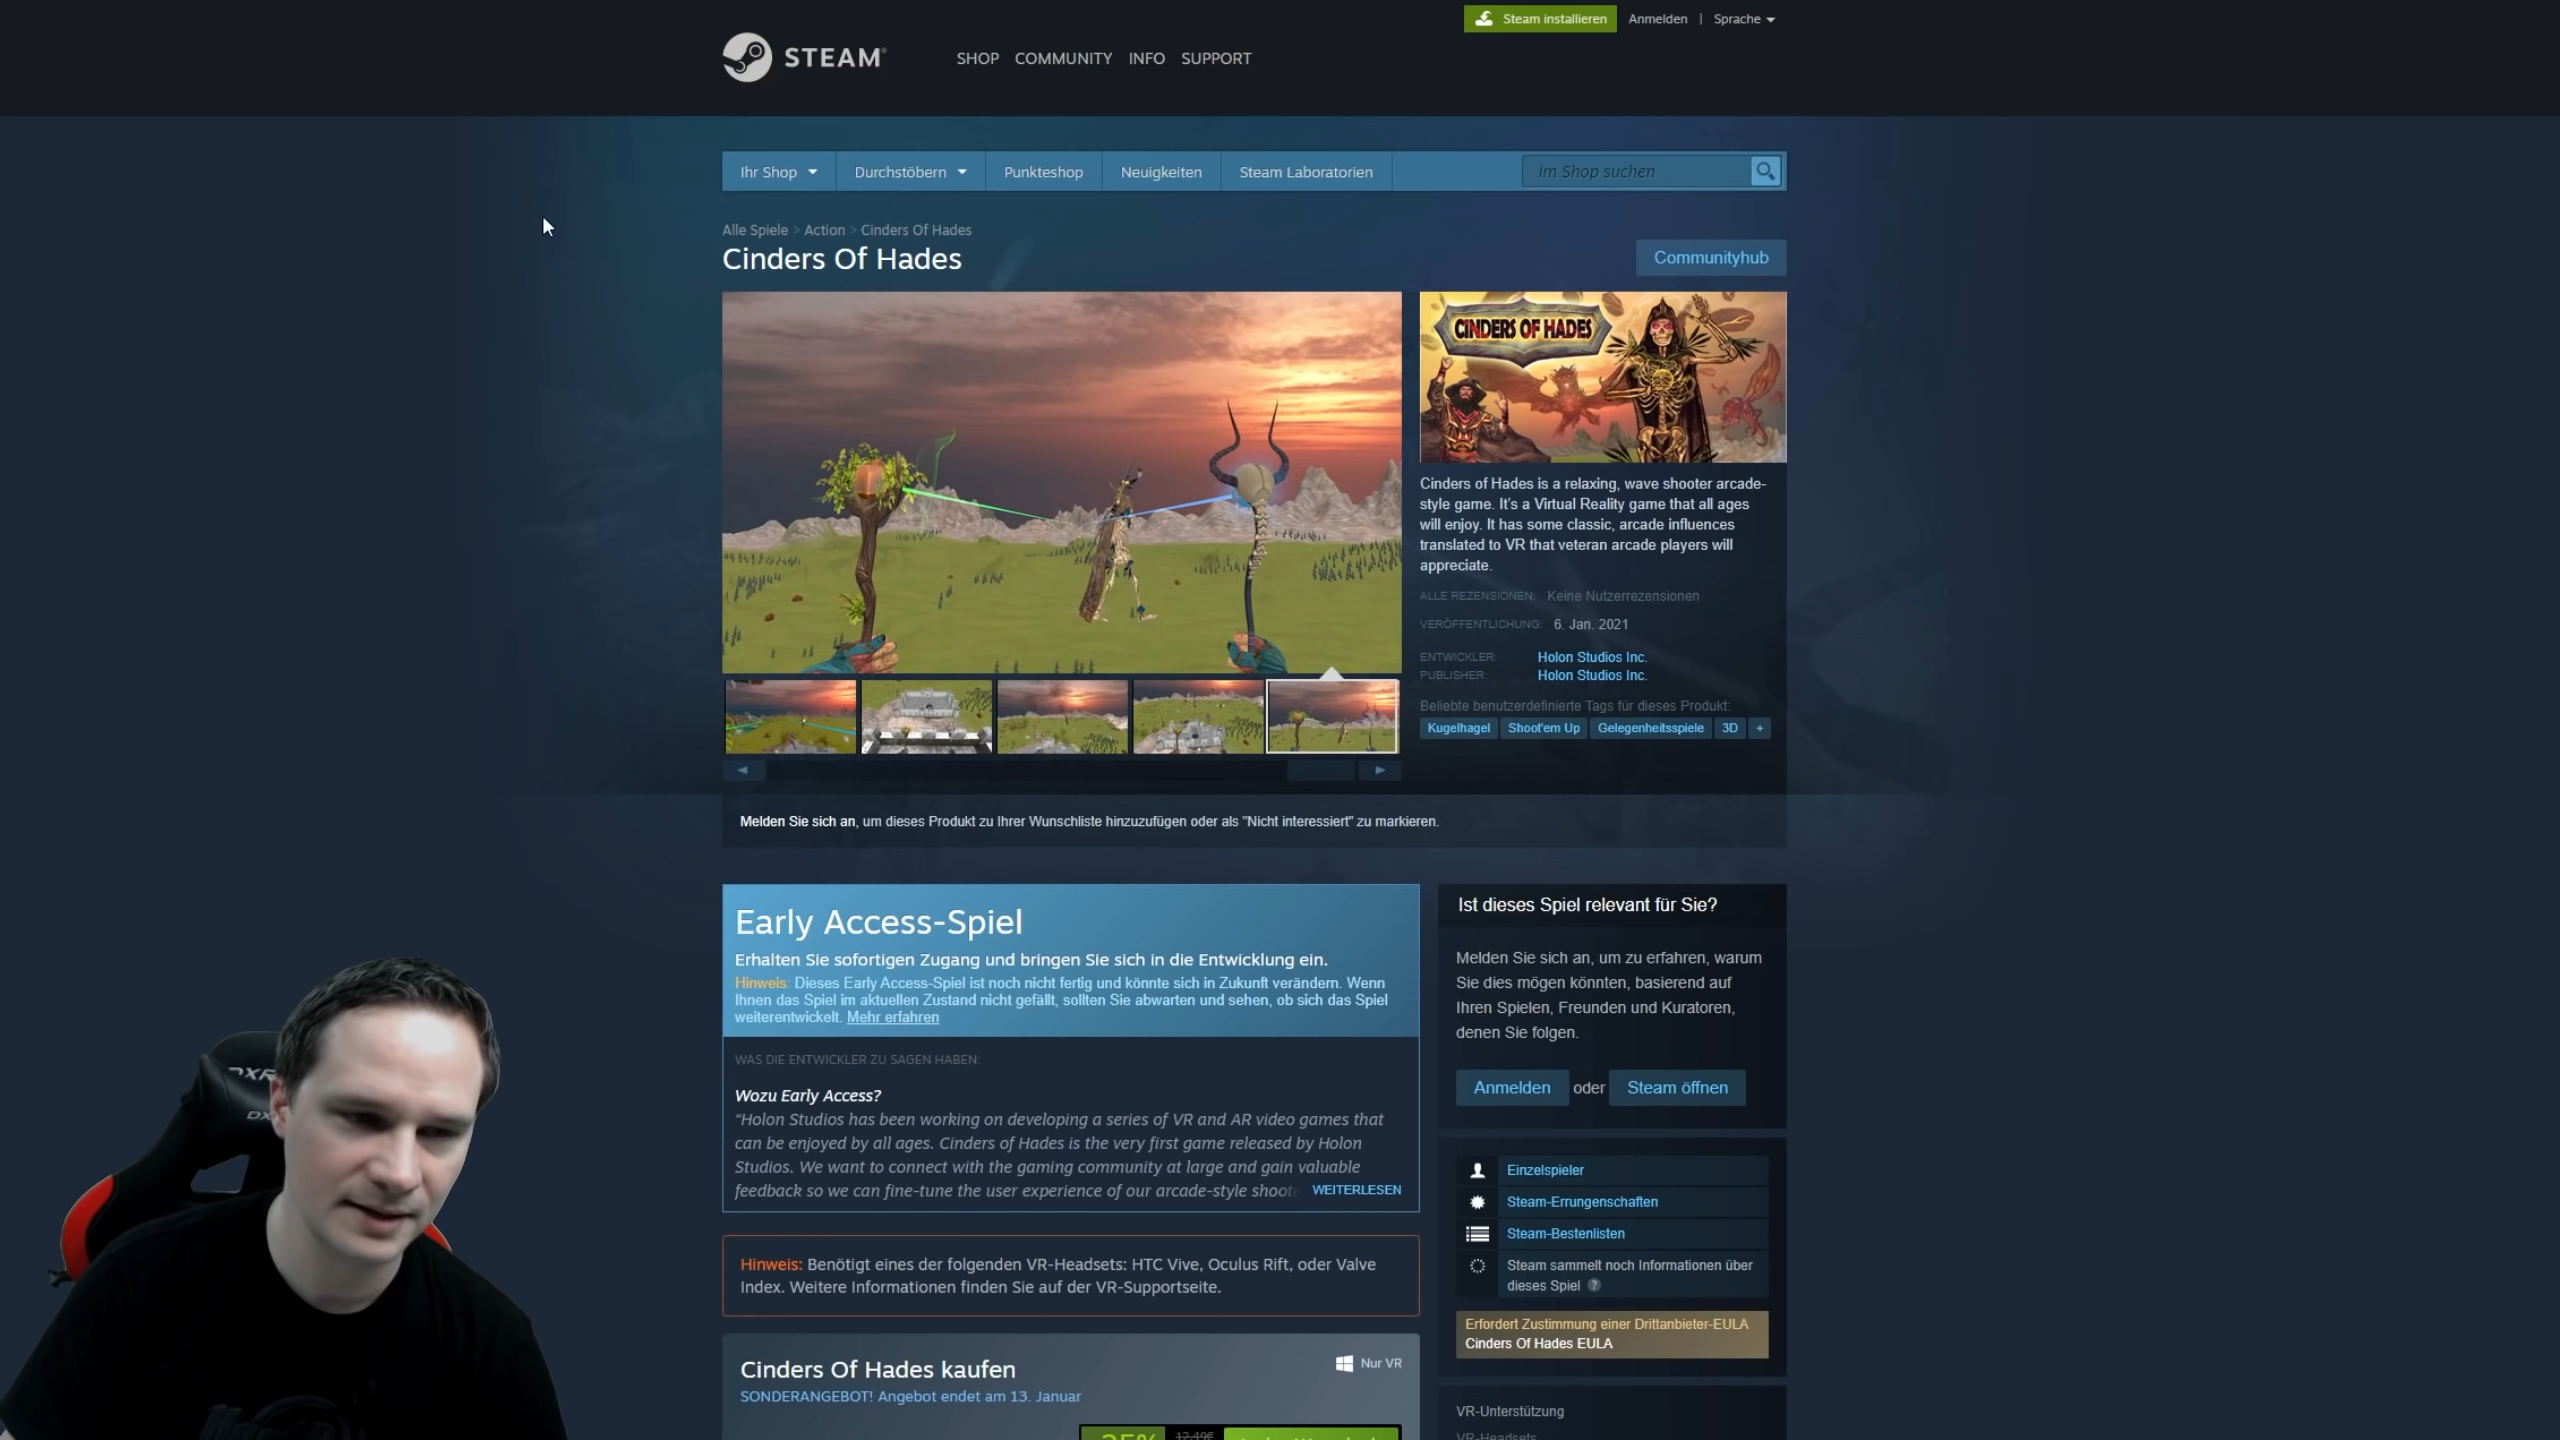 Steam installieren
Anmelden | Sprache
STEAM®
SHOP COMMUNITY INFO SUPPORT
Ihr Shop
Durchstöbern
Punkteshop
Neuigkeiten
Steam Laboratorien
Im Shop suchen
Alle Spiele > Action > Cinders Of Hades
Cinders Of Hades
Communityhub
CINDERS OF HADES
Cinders of Hades is a relaxing, wave shooter arcade-
style game. It's a Virtual Reality game that all ages
will enjoy. It has some classic, arcade influences
translated to VR that veteran arcade players will
appreciate.
ALLE REZENSIONEN: Keine Nutzerrezensionen
VERÖFFENTLICHUNG: 6. Jan. 2021
ENTWICKLER: Holon Studios Inc.
PUBLISHER: Holon Studios Inc.
Beliebte benutzerdefinierte Tags für dieses Produkt:
Kugelhagel Shoot'em Up Gelegenheitsspiele 3D +
Melden Sie sich an, um dieses Produkt zu Ihrer Wunschliste hinzuzufügen oder als "Nicht interessiert" zu markieren.
Early Access-Spiel
Erhalten Sie sofortigen Zugang und bringen Sie sich in die Entwicklung ein.
Hinweis: Dieses Early Access-Spiel ist noch nicht fertig und könnte sich in Zukunft verändern. Wenn
Ihnen das Spiel im aktuellen Zustand nicht gefällt, sollten Sie abwarten und sehen, ob sich das Spiel
weiterentwickelt. Mehr erfahren
WAS DIE ENTWICKLER ZU SAGEN HABEN:
Wozu Early Access?
“Holon Studios has been working on developing a series of VR and AR video games that
can be enjoyed by all ages. Cinders of Hades is the very first game released by Holon
Studios. We want to connect with the gaming community at large and gain valuable
feedback so we can fine-tune the user experience of our arcade-style shoote
WEITERLESEN
Hinweis: Benötigt eines der folgenden VR-Headsets: HTC Vive, Oculus Rift, oder Valve
Index. Weitere Informationen finden Sie auf der VR-Supportseite.
Cinders Of Hades kaufen
Nur VR
SONDERANGEBOT! Angebot endet am 13. Januar
12,49€
Ist dieses Spiel relevant für Sie?
Melden Sie sich an, um zu erfahren, warum
Sie dies mögen könnten, basierend auf
Ihren Spielen, Freunden und Kuratoren,
denen Sie folgen.
Anmelden oder Steam öffnen
Einzelspieler
Steam-Errungenschaften
Steam-Bestenlisten
Steam sammelt noch Informationen über
dieses Spiel ?
Erfordert Zustimmung einer Drittanbieter-EULA
Cinders Of Hades EULA
VR-Unterstützung
VR-Headsets
DXR
DX